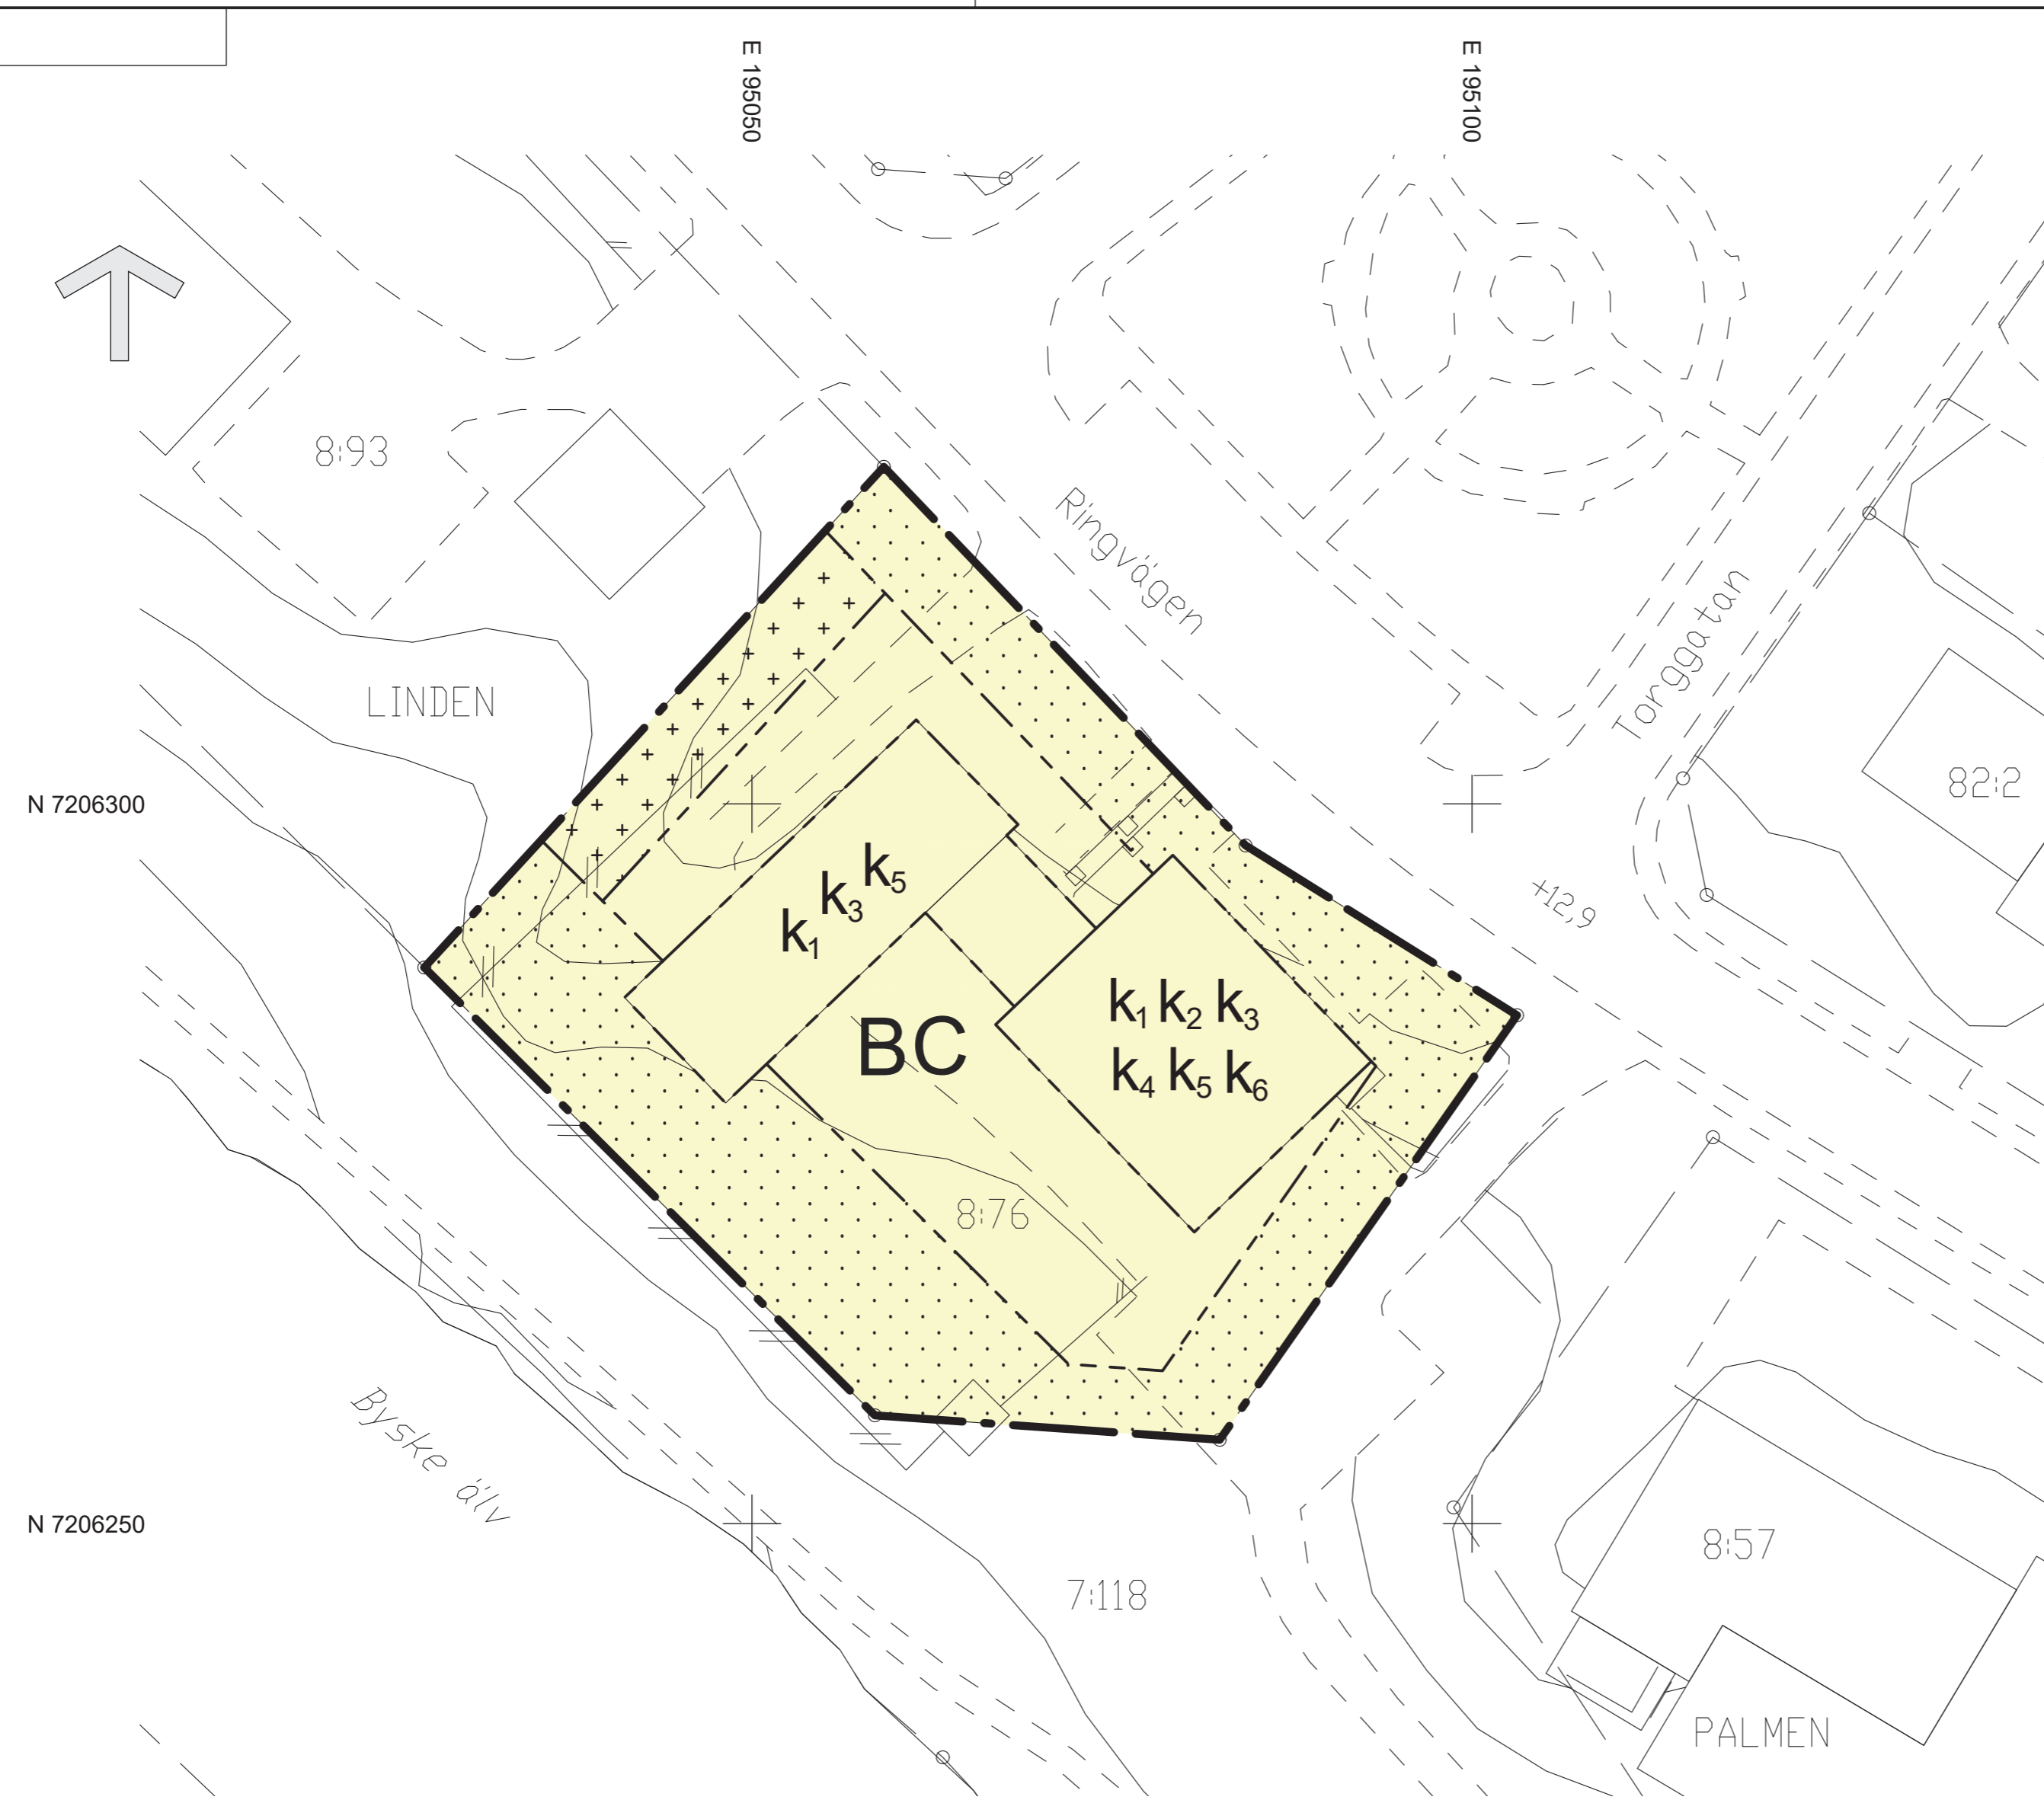 E 195050
E 195100
8:93
Ringvägen
Torggatan
LINDEN
82:2
N 7206300
k₁ k₃ k₅
+12,9
k₁ k₂ k₃
BC
k₄ k₅ k₆
8:76
Byske älv
N 7206250
8:57
7:118
PALMEN